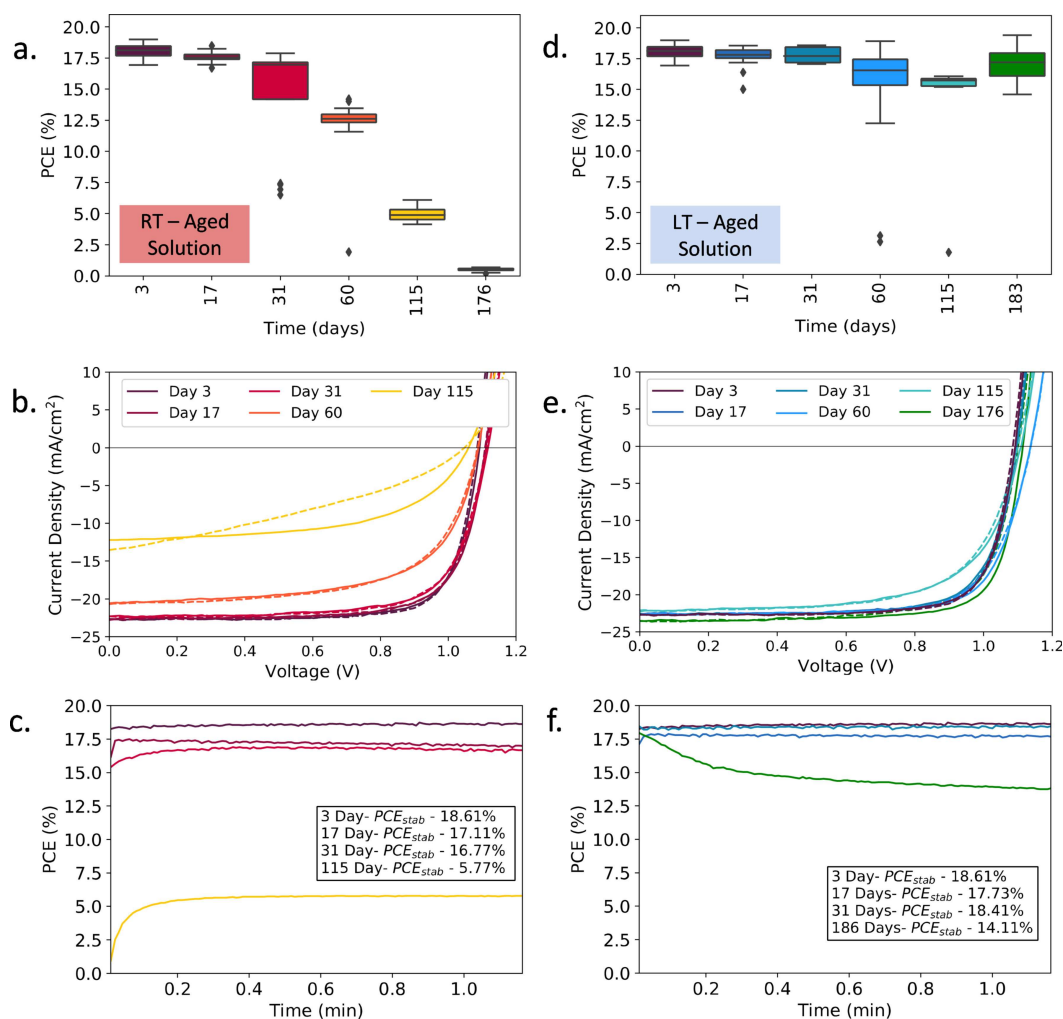 a.
20.0
17.5
15.0
12.5
10.0
7.5
5.0
2.5
0.0
PCE (%)
RT – Aged
Solution
3
17
31
60
115
176
Time (days)
d.
20.0
17.5
15.0
12.5
10.0
7.5
5.0
2.5
0.0
PCE (%)
LT – Aged
Solution
3
17
31
60
115
183
Time (days)
b.
10
5
0
−5
−10
−15
−20
−25
Current Density (mA/cm²)
Day 3
Day 17
Day 31
Day 60
Day 115
0.0 0.2 0.4 0.6 0.8 1.0 1.2
Voltage (V)
e.
10
5
0
−5
−10
−15
−20
−25
Current Density (mA/cm²)
Day 3
Day 17
Day 31
Day 60
Day 115
Day 176
0.0 0.2 0.4 0.6 0.8 1.0 1.2
Voltage (V)
c.
20.0
17.5
15.0
12.5
10.0
7.5
5.0
2.5
0.0
PCE (%)
3 Day- PCEstab - 18.61%
17 Day- PCEstab - 17.11%
31 Day- PCEstab - 16.77%
115 Day- PCEstab - 5.77%
0.2 0.4 0.6 0.8 1.0
Time (min)
f.
20.0
17.5
15.0
12.5
10.0
7.5
5.0
2.5
0.0
PCE (%)
3 Day- PCEstab - 18.61%
17 Days- PCEstab - 17.73%
31 Days- PCEstab - 18.41%
186 Days- PCEstab - 14.11%
0.2 0.4 0.6 0.8 1.0
Time (min)